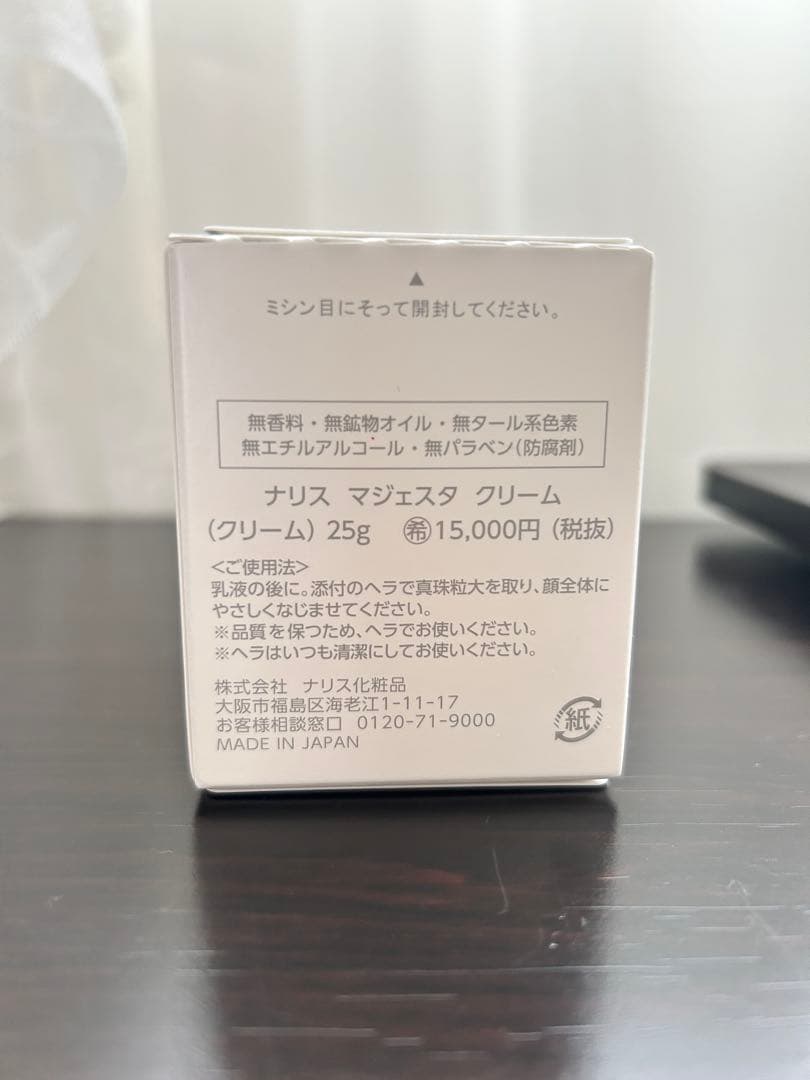 ▲
ミシン目にそって開封してください。
無香料・無鉱物オイル・無タール系色素
無エチルアルコール・無パラベン(防腐剤)
ナリス マジェスタ クリーム
(クリーム) 25g ㊗希15,000円 (税抜)
<ご使用法>
乳液の後に。添付のヘラで真珠粒大を取り、顔全体に
やさしくなじませてください。
※品質を保つため、ヘラでお使いください。
※ヘラはいつも清潔にしてお使いください。
株式会社 ナリス化粧品
大阪市福島区海老江1-11-17
お客様相談窓口 0120-71-9000
MADE IN JAPAN
紙